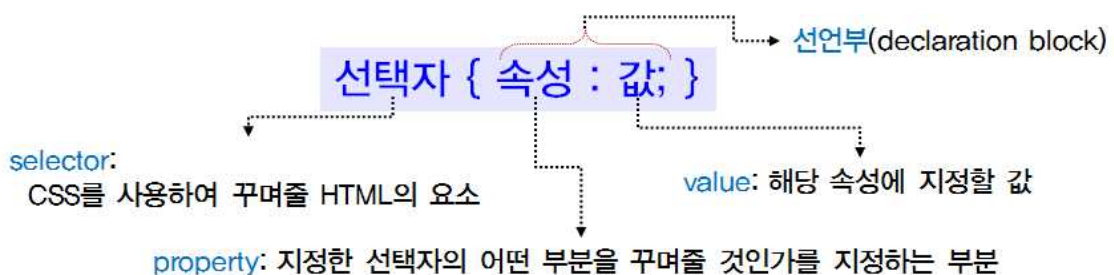 선언부(declaration block)
선택자 { 속성 : 값; }
selector:
CSS를 사용하여 꾸며줄 HTML의 요소
value: 해당 속성에 지정할 값
property: 지정한 선택자의 어떤 부분을 꾸며줄 것인가를 지정하는 부분